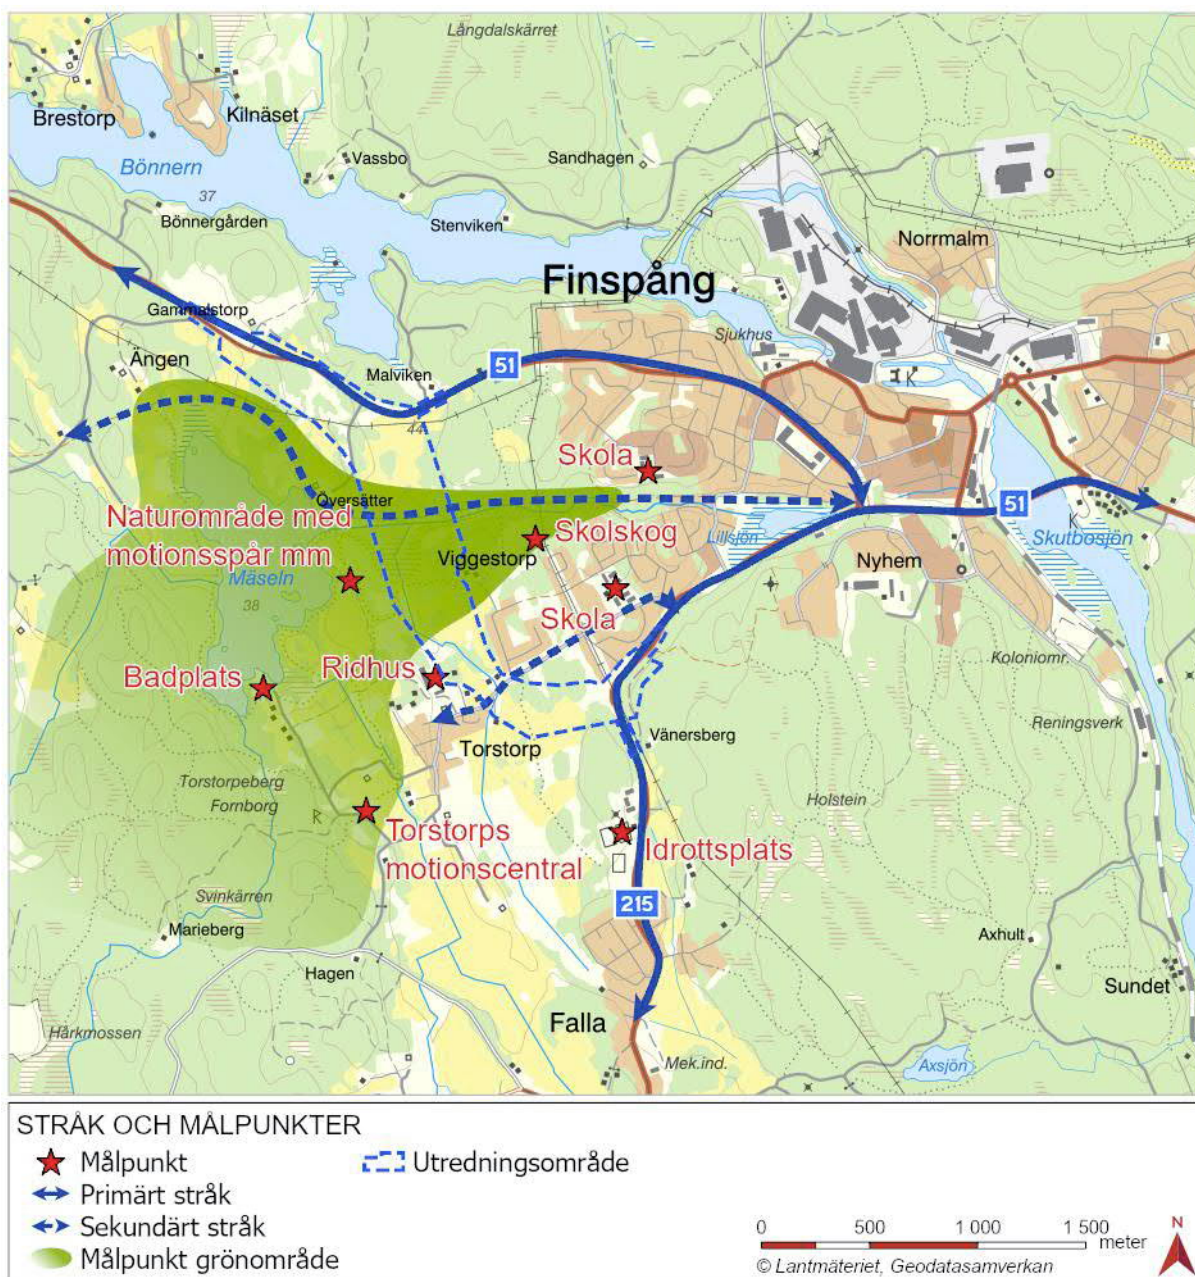 Långdalskärret
Brestorp
Kilnäset
Vassbo
Sandhagen
Bönnern
37
Bönnergården
Stenviken
Norrmalm
Finspång
Gammalstorp
Sjukhus
Ängen
Malviken
51
K
44
Skola
Översätter
Naturområde med
motionsspår mm
Skolskog
Viggestorp
Lillsjön
51
K
Skutbosjön
Mäseln
38
Nyhem
Skola
Badplats
Ridhus
Koloniomr.
Reningsverk
Torstorp
Vänersberg
Torstorpeberg
Fornborg
R
Holstein
Torstorps
motionscentral
Idrottsplats
215
Svinkärren
Marieberg
Axhult
Hagen
Sundet
Falla
Hårkmossen
Mek.ind.
Axsjön
STRÅK OCH MÅLPUNKTER
Målpunkt
Utredningsområde
Primärt stråk
Sekundärt stråk
Målpunkt grönområde
0 500 1 000 1 500
meter
N
© Lantmäteriet, Geodatasamverkan